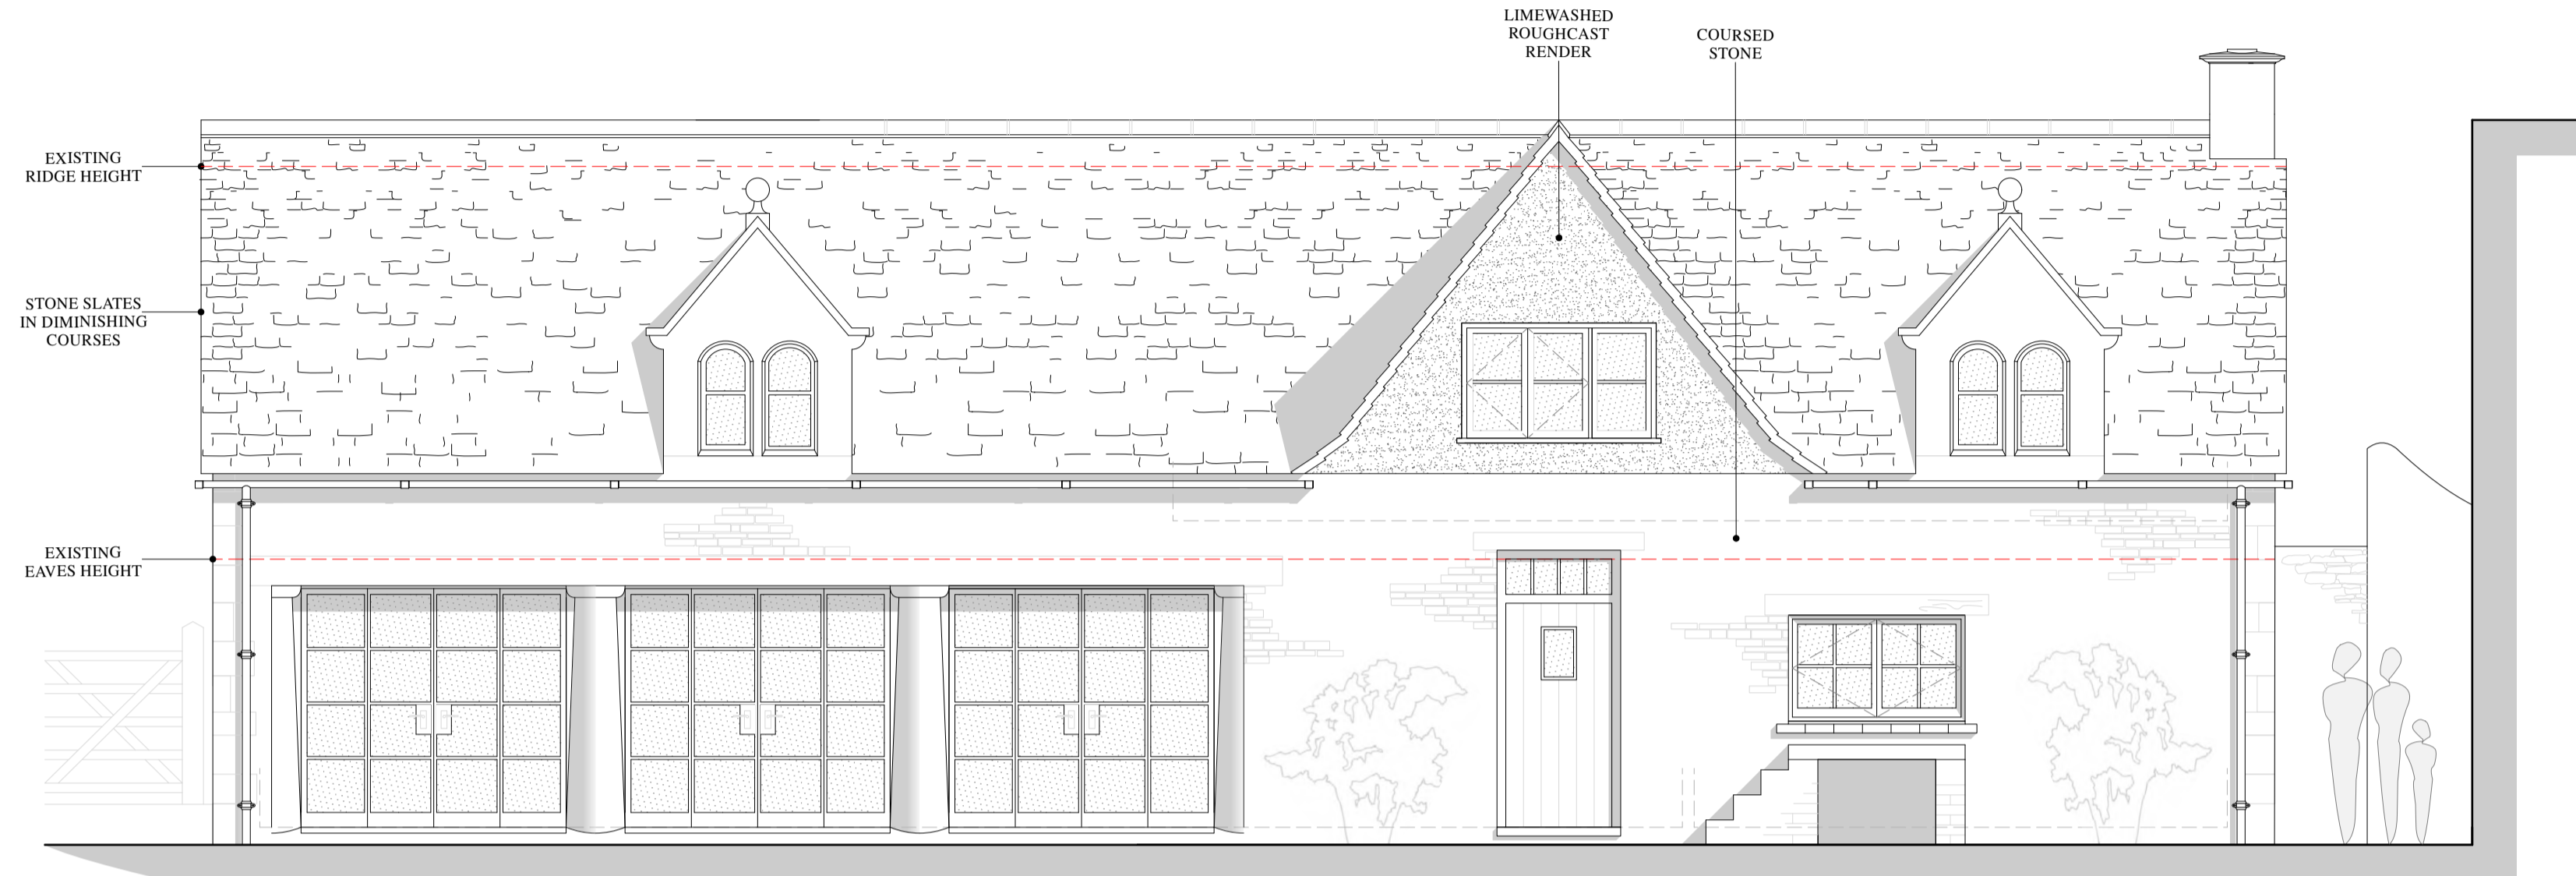 LIMEWASHED
ROUGHCAST
RENDER
COURSED
STONE
EXISTING
RIDGE HEIGHT
STONE SLATES
IN DIMINISHING
COURSES
EXISTING
EAVES HEIGHT